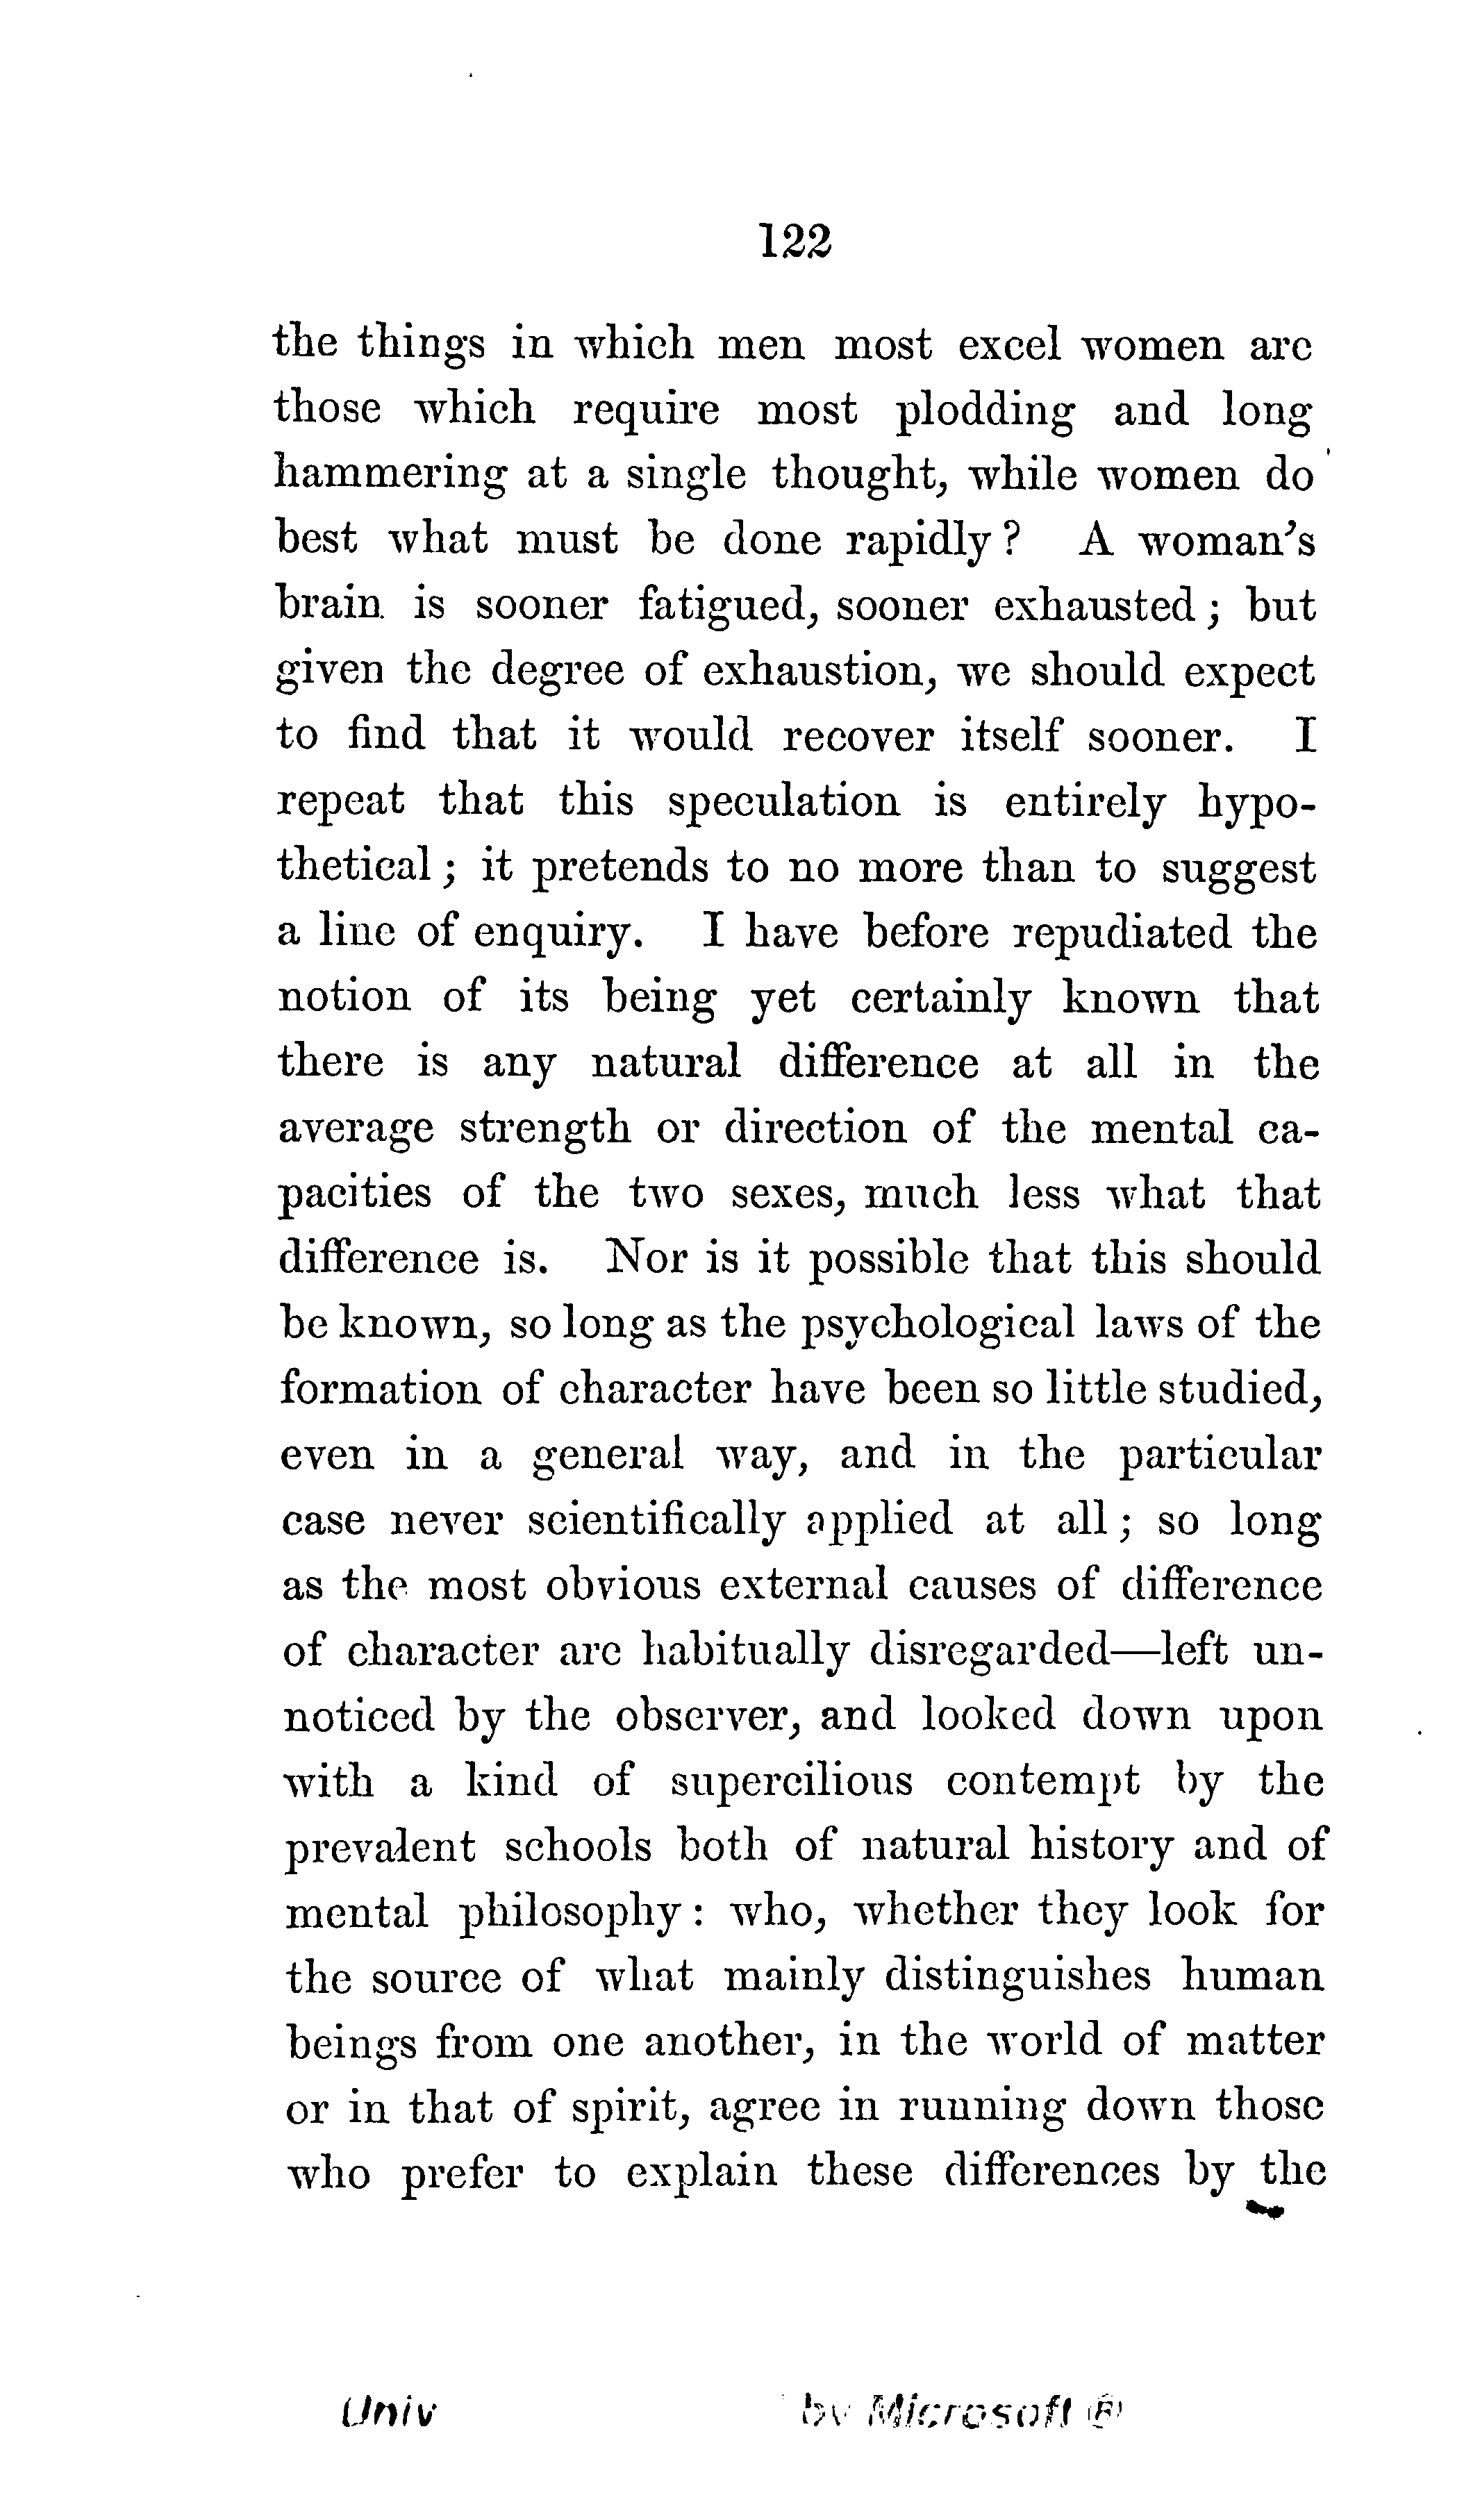 122
the things in which men most excel women are
those which require most plodding and long
hammering at a single thought, while women do
best what must be done rapidly? A woman's
brain is sooner fatigued, sooner exhausted; but
given the degree of exhaustion, we should expect
to find that it would recover itself sooner. I
repeat that this speculation is entirely hypo-
thetical; it pretends to no more than to suggest
a line of enquiry. I have before repudiated the
notion of its being yet certainly known that
there is any natural difference at all in the
average strength or direction of the mental ca-
pacities of the two sexes, much less what that
difference is. Nor is it possible that this should
be known, so long as the psychological laws of the
formation of character have been so little studied,
even in a general way, and in the particular
case never scientifically applied at all; so long
as the most obvious external causes of difference
of character are habitually disregarded—left un-
noticed by the observer, and looked down upon
with a kind of supercilious contempt by the
prevalent schools both of natural history and of
mental philosophy: who, whether they look for
the source of what mainly distinguishes human
beings from one another, in the world of matter
or in that of spirit, agree in running down those
who prefer to explain these differences by the
Univ by Microsoft ®